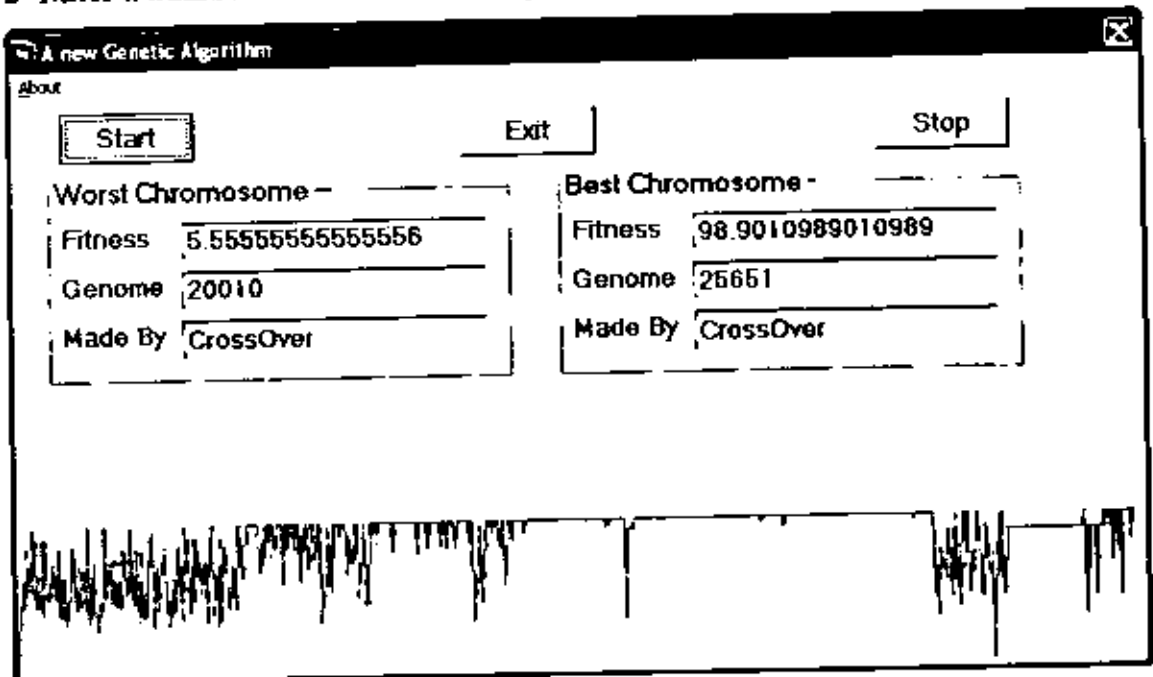 A new Genetic Algorithm
About
Start Exit Stop
Worst Chromosome
Fitness 5.55555555555556
Genome 20010
Made By CrossOver
Best Chromosome
Fitness 98.9010989010989
Genome 25651
Made By CrossOver